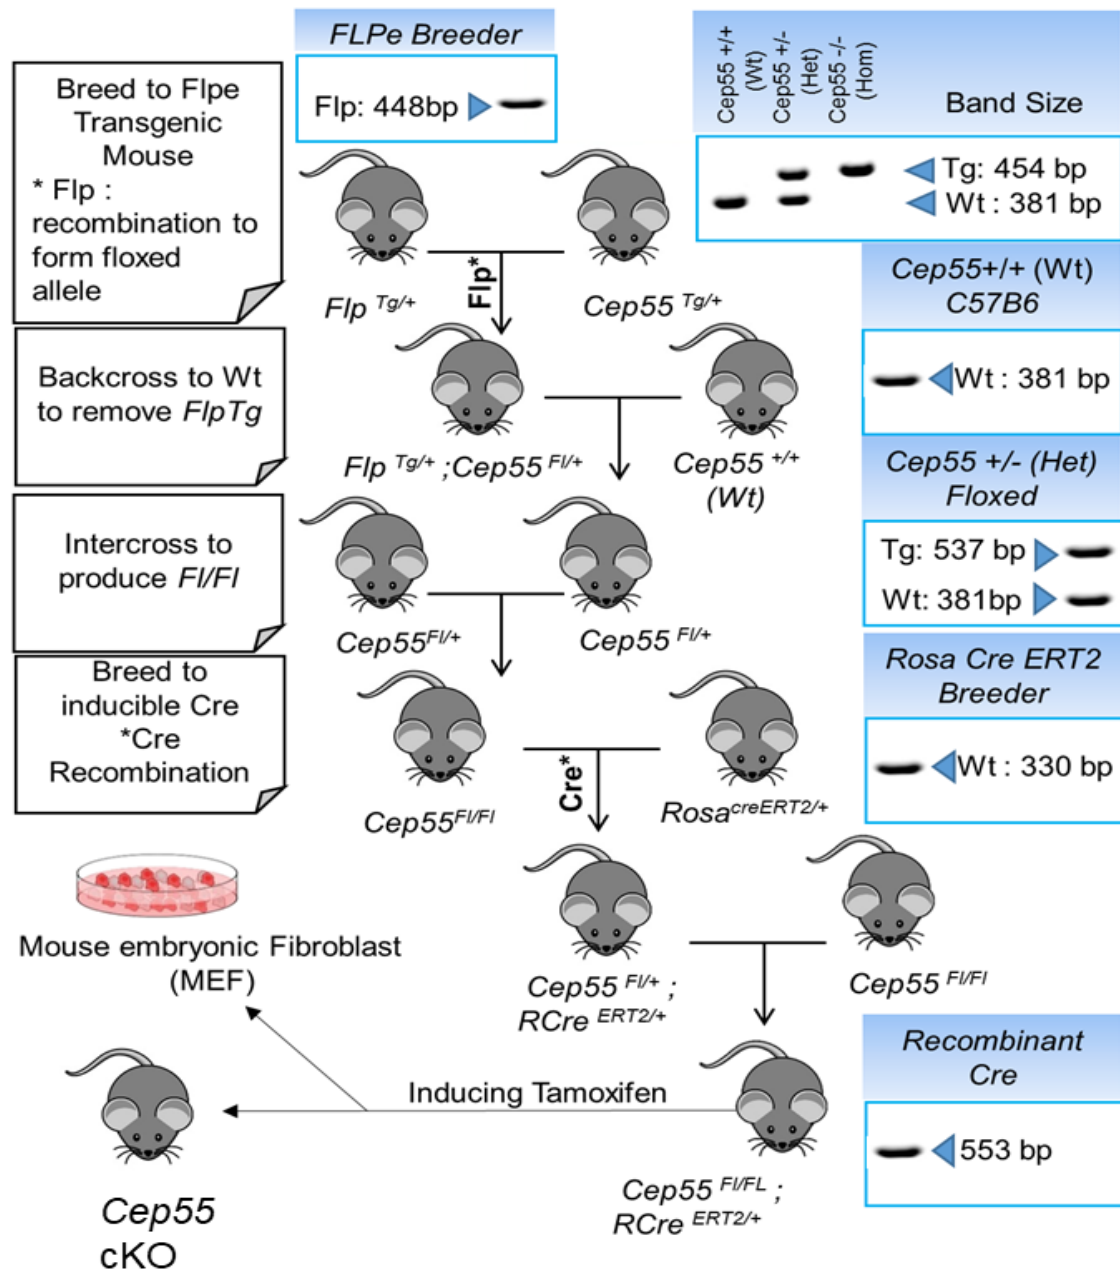 FLPe Breeder
Flp: 448bp
Cep55 +/+
(Wt)
Cep55 +/-
(Het)
Cep55 -/-
(Hom)
Band Size
Tg: 454 bp
Wt : 381 bp
Breed to Flpe
Transgenic
Mouse
* Flp :
recombination to
form floxed
allele
Flp Tg/+
Flp*
Cep55 Tg/+
Cep55+/+ (Wt)
C57B6
Wt : 381 bp
Backcross to Wt
to remove FlpTg
Flp Tg/+ ;Cep55 Fl/+
Cep55 +/+
(Wt)
Cep55 +/- (Het)
Floxed
Tg: 537 bp
Wt: 381bp
Intercross to
produce Fl/Fl
Cep55Fl/+
Cep55 Fl/+
Rosa Cre ERT2
Breeder
Wt : 330 bp
Breed to
inducible Cre
*Cre
Recombination
Cep55Fl/Fl
Cre*
RosacreERT2/+
Mouse embryonic Fibroblast
(MEF)
Cep55 Fl/+ ;
RCre ERT2/+
Cep55 Fl/Fl
Recombinant
Cre
553 bp
Inducing Tamoxifen
Cep55 Fl/FL ;
RCre ERT2/+
Cep55
cKO